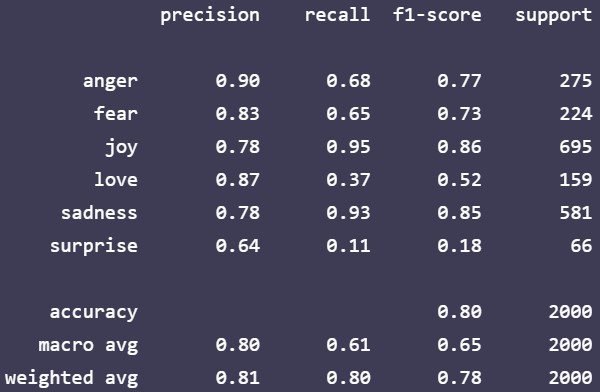 precision recall f1-score support
anger 0.90 0.68 0.77 275
fear 0.83 0.65 0.73 224
joy 0.78 0.95 0.86 695
love 0.87 0.37 0.52 159
sadness 0.78 0.93 0.85 581
surprise 0.64 0.11 0.18 66
accuracy 0.80 2000
macro avg 0.80 0.61 0.65 2000
weighted avg 0.81 0.80 0.78 2000